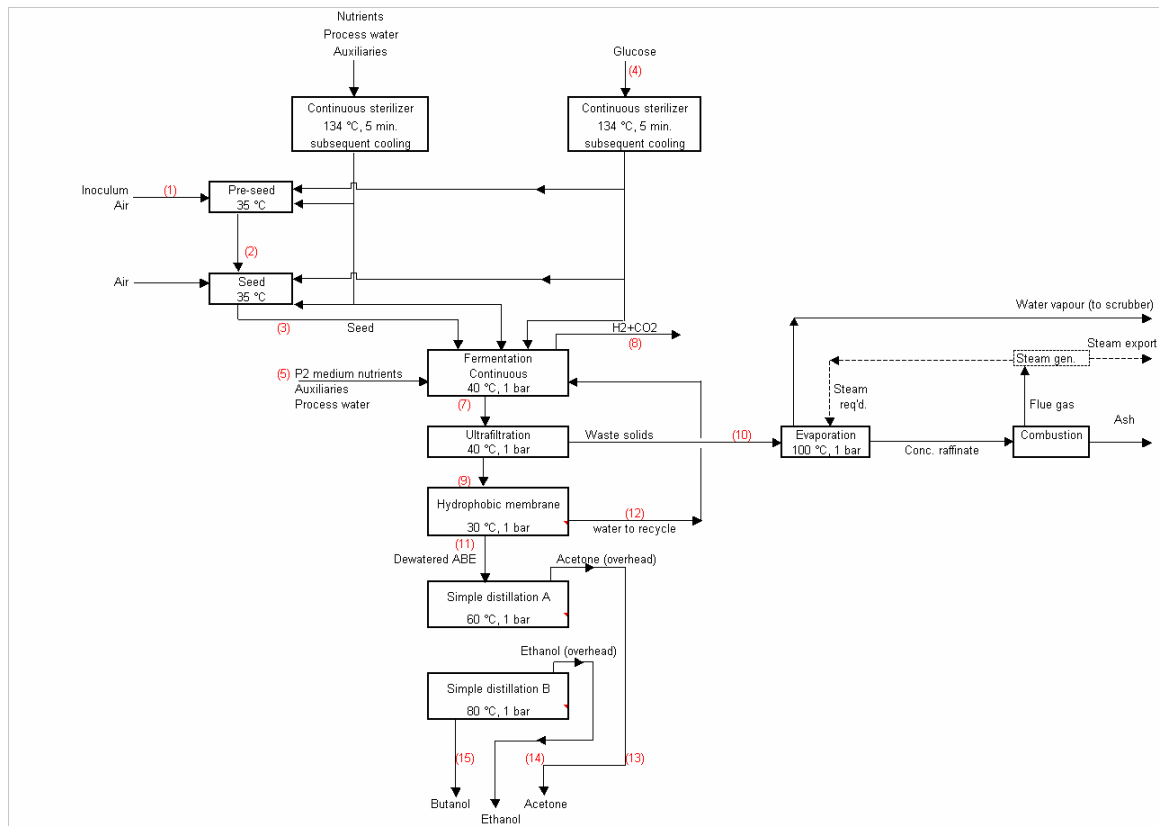 Nutrients
Process water
Auxiliaries
Glucose
(4)
Continuous sterilizer
134 °C, 5 min.
subsequent cooling
Continuous sterilizer
134 °C, 5 min.
subsequent cooling
Inoculum
Air
(1)
Pre-seed
35 °C
(2)
Air
Seed
35 °C
(3)
Seed
H2+CO2
(8)
Water vapour (to scrubber)
Steam export
Steam gen.
(5) P2 medium nutrients
Auxiliaries
Process water
Fermentation
Continuous
40 °C, 1 bar
Steam
req'd.
Flue gas
(7)
Ultrafiltration
40 °C, 1 bar
Waste solids
(10)
Evaporation
100 °C, 1 bar
Conc. raffinate
Combustion
Ash
(9)
Hydrophobic membrane
30 °C, 1 bar
(12)
water to recycle
(11)
Dewatered ABE
Acetone (overhead)
Simple distillation A
60 °C, 1 bar
Ethanol (overhead)
Simple distillation B
80 °C, 1 bar
(15)
(14)
(13)
Butanol
Ethanol
Acetone